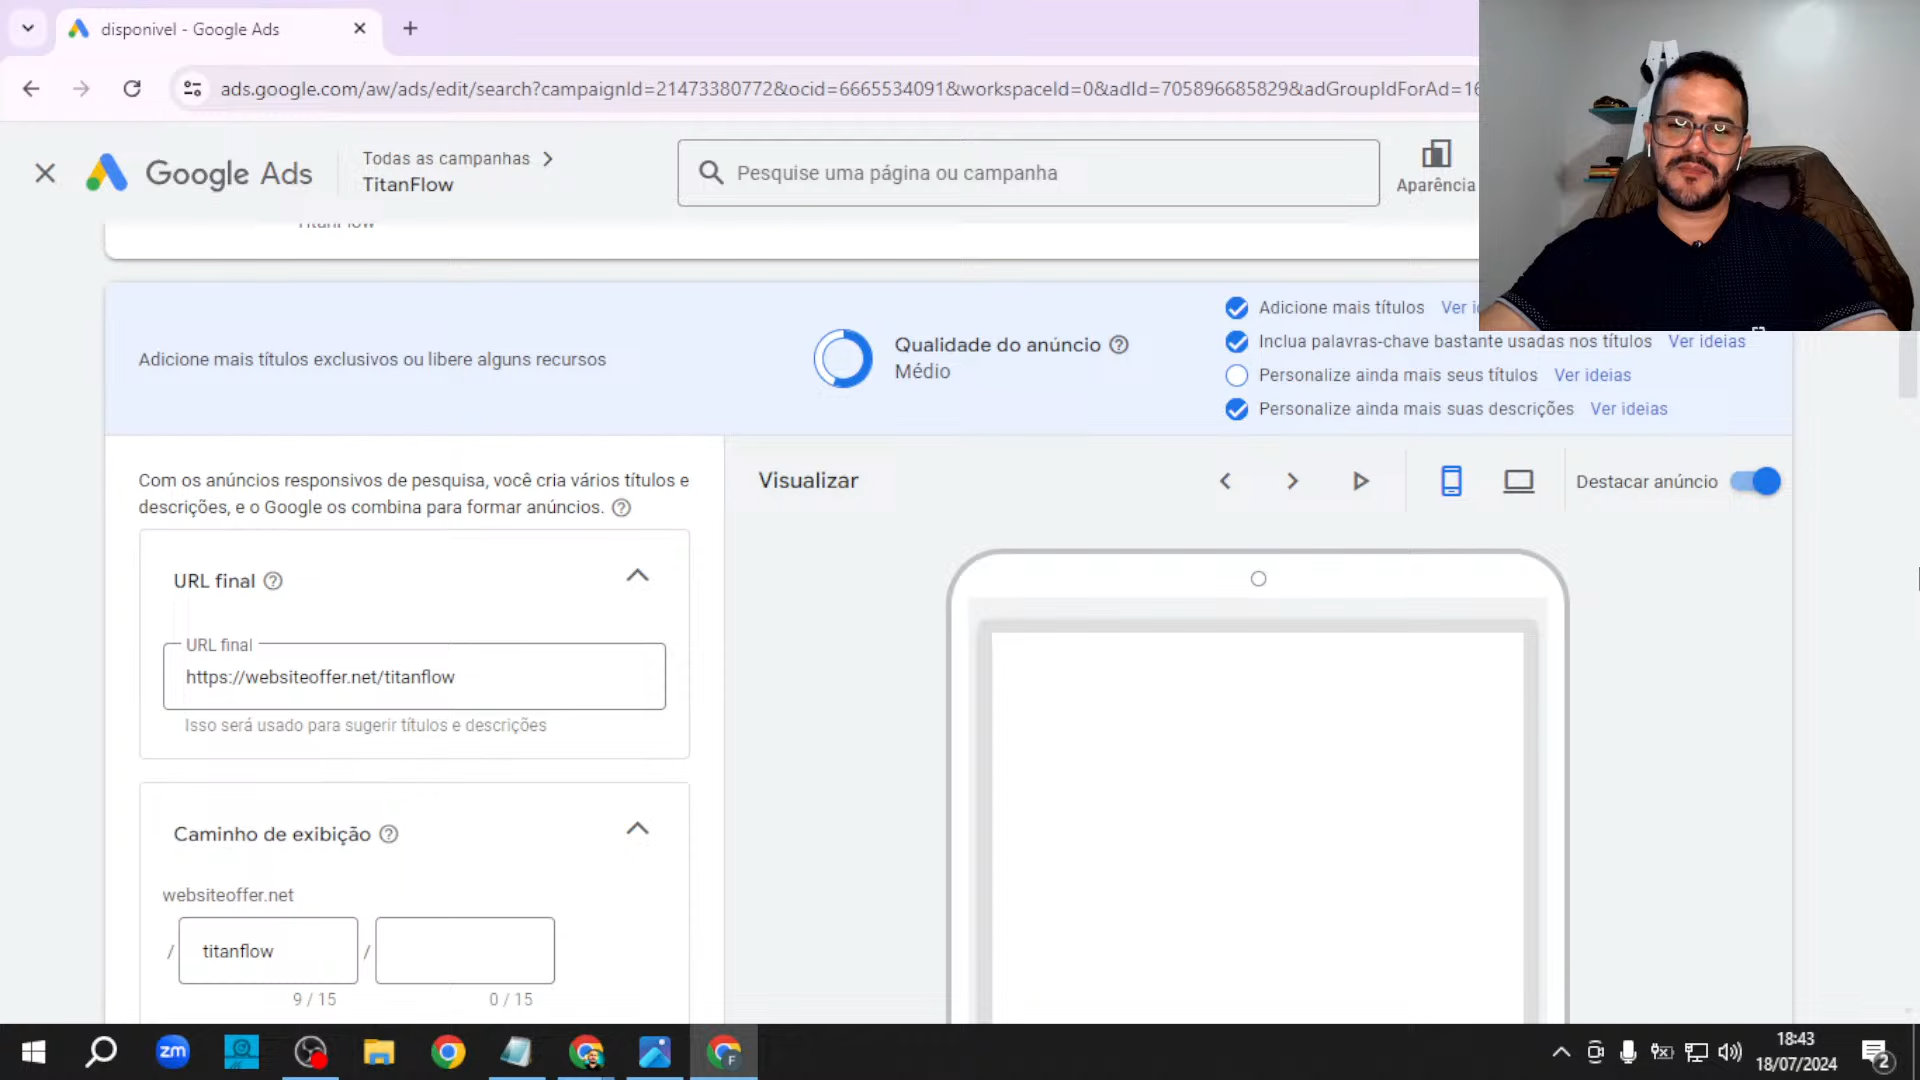 disponivel - Google Ads
ads.google.com/aw/ads/edit/search?campaignId=21473380772&ocid=6665534091&workspaceId=0&adId=705896685829&adGroupIdForAd=16
Google Ads
Todas as campanhas
TitanFlow
Pesquise uma página ou campanha
Aparência
TitanFlow
Adicione mais títulos exclusivos ou libere alguns recursos
Qualidade do anúncio
Médio
Adicione mais títulos Ver i
Inclua palavras-chave bastante usadas nos títulos Ver ideias
Personalize ainda mais seus títulos Ver ideias
Personalize ainda mais suas descrições Ver ideias
Com os anúncios responsivos de pesquisa, você cria vários títulos e
descrições, e o Google os combina para formar anúncios.
Visualizar
Destacar anúncio
URL final
URL final
https://websiteoffer.net/titanflow
Isso será usado para sugerir títulos e descrições
Caminho de exibição
websiteoffer.net
/ titanflow /
9 / 15 0 / 15
zm
F
18:43
18/07/2024
2